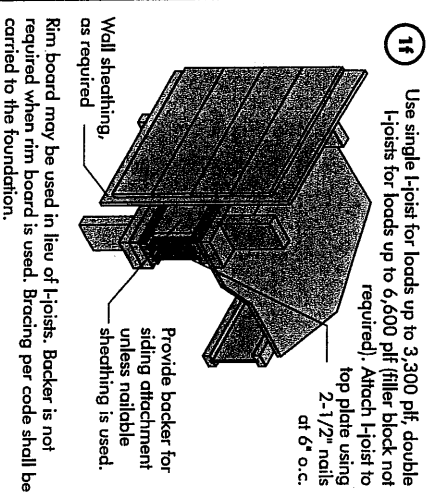 1f
Use single I-joist for loads up to 3,300 plf, double
I-joists for loads up to 6,600 plf (filler block not
required). Attach I-joist to
top plate using
2-1/2" nails
at 6" o.c.
Wall sheathing,
as required
Provide backer for
siding attachment
unless nailable
sheathing is used.
Rim board may be used in lieu of I-joists. Backer is not
required when rim board is used. Bracing per code shall be
carried to the foundation.